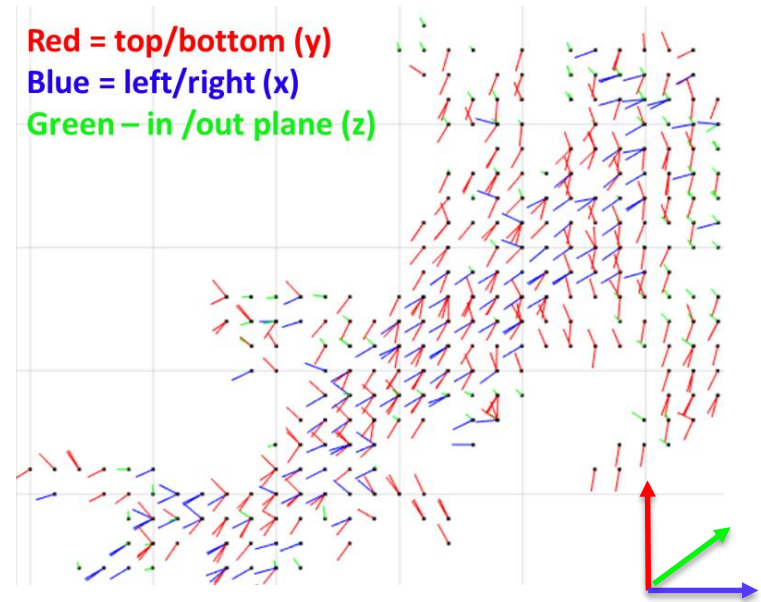 Red = top/bottom (y)
Blue = left/right (x)
Green – in /out plane (z)